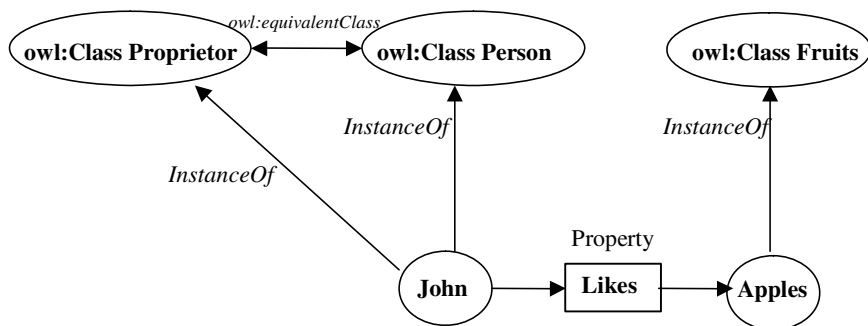 owl:equivalentClass
owl:Class Proprietor
owl:Class Person
owl:Class Fruits
InstanceOf
InstanceOf
InstanceOf
Property
John
Likes
Apples